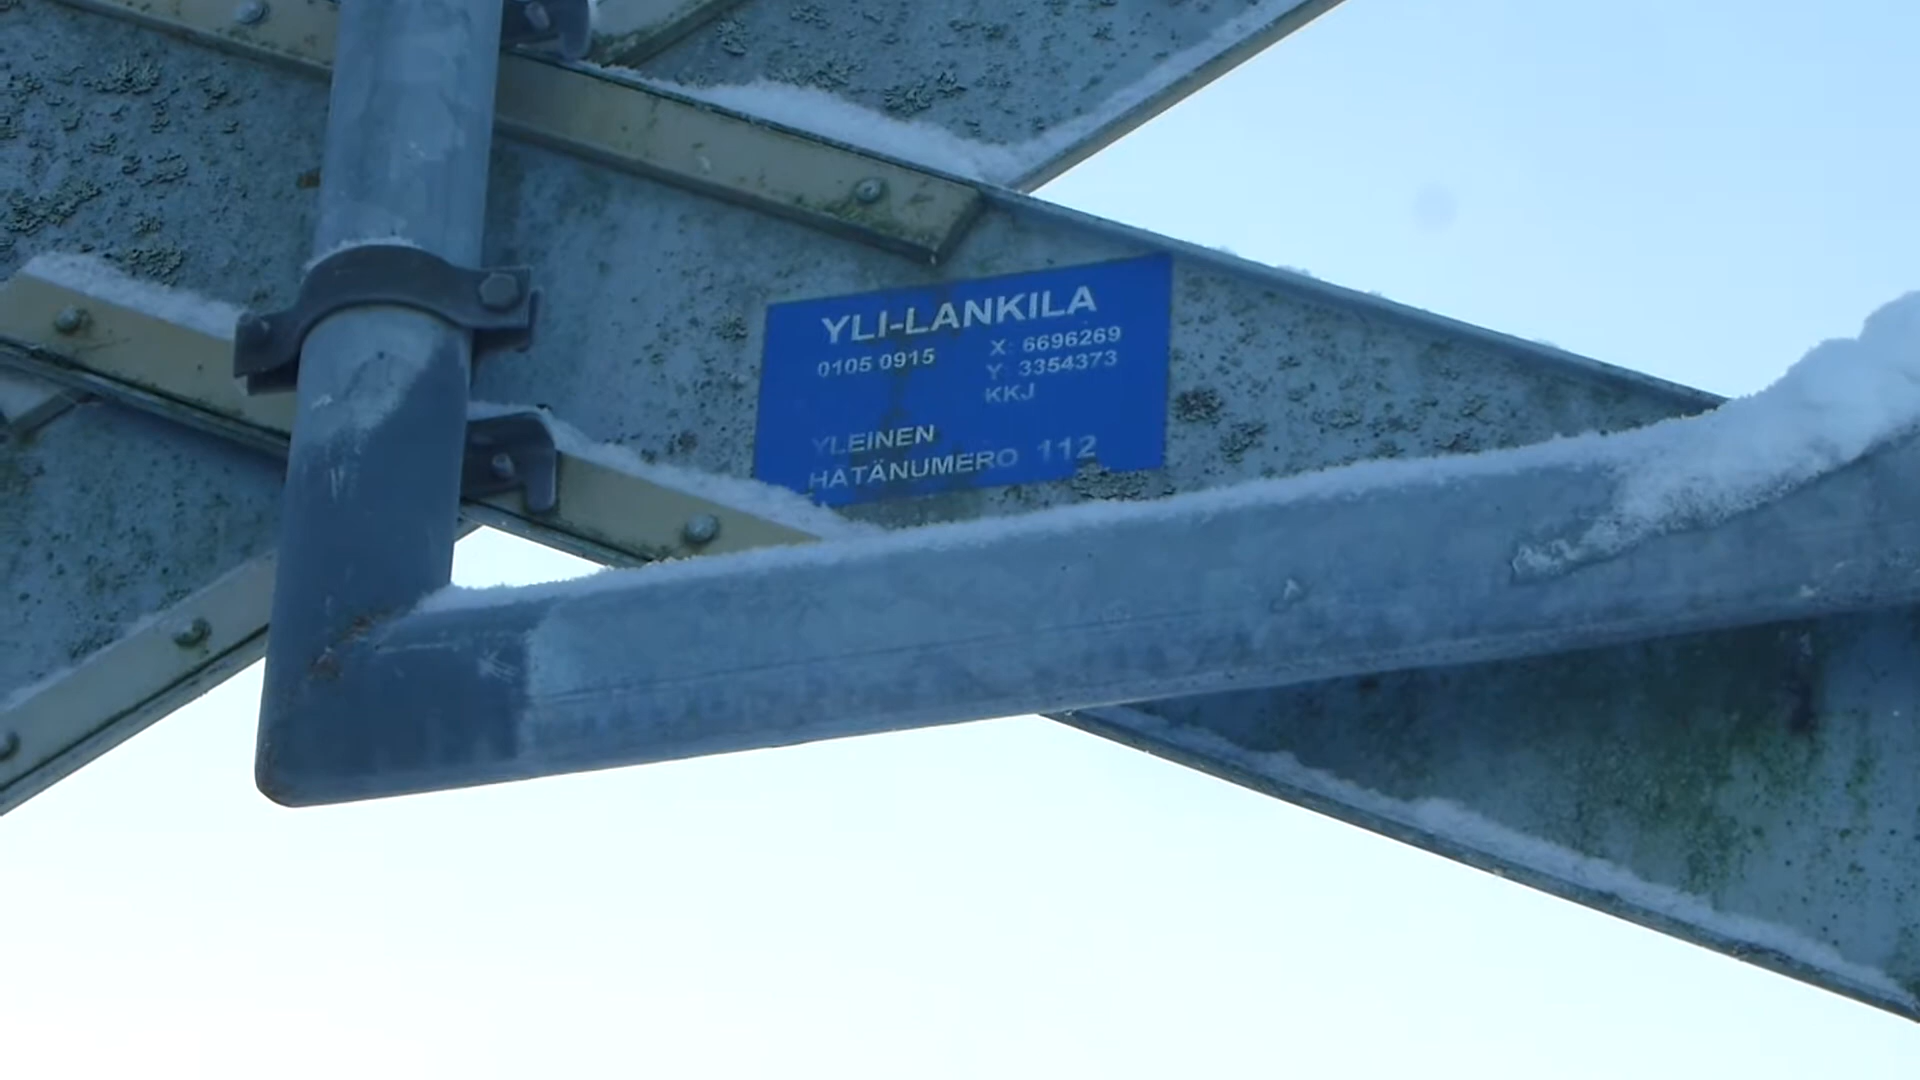 YLI-LANKILA
0105 0915
X: 6696269
Y: 3354373
KKJ
YLEINEN
HÄTÄNUMERO 112